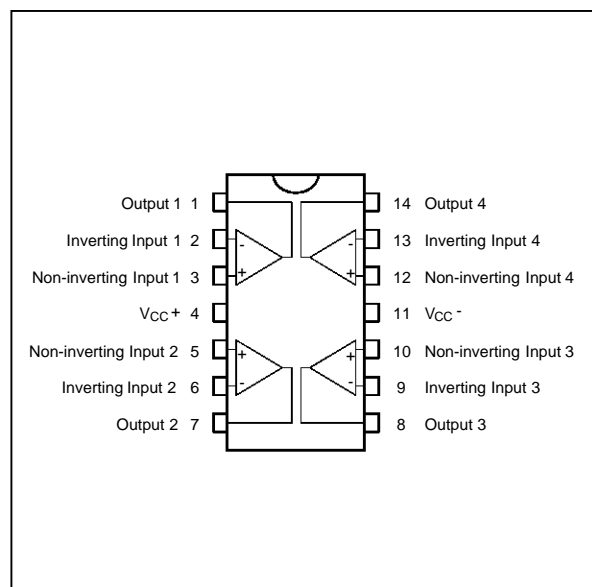 Output 1 1 14 Output 4
Inverting Input 1 2 - - 13 Inverting Input 4
Non-inverting Input 1 3 + + 12 Non-inverting Input 4
VCC + 4 11 VCC -
Non-inverting Input 2 5 + + 10 Non-inverting Input 3
Inverting Input 2 6 - - 9 Inverting Input 3
Output 2 7 8 Output 3